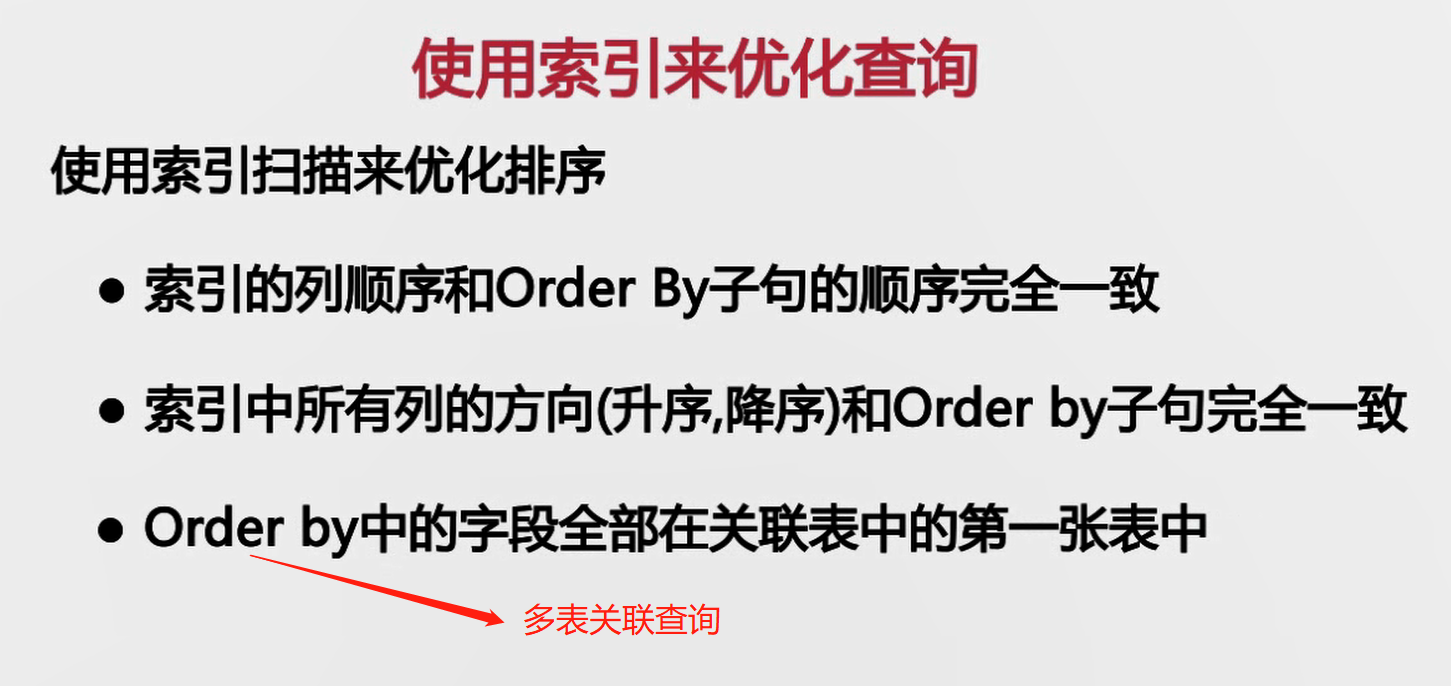 使用索引来优化查询
使用索引扫描来优化排序
● 索引的列顺序和Order By子句的顺序完全一致
● 索引中所有列的方向(升序,降序)和Order by子句完全一致
● Order by中的字段全部在关联表中的第一张表中
多表关联查询